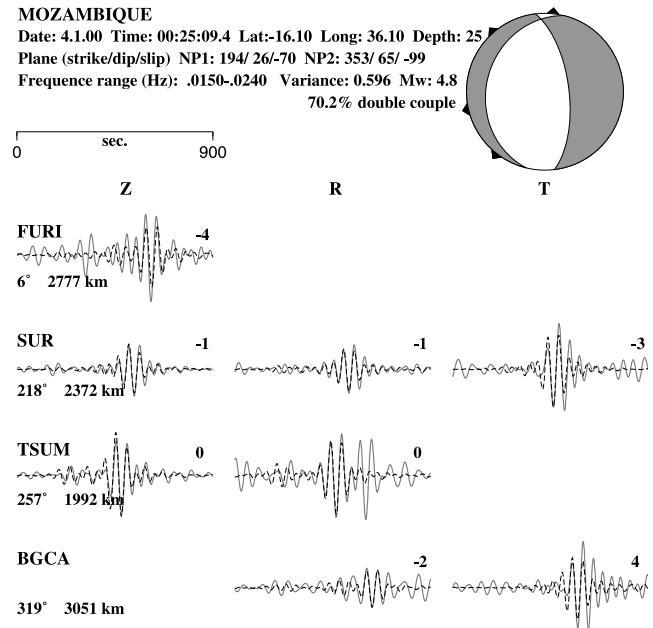 MOZAMBIQUE
Date: 4.1.00 Time: 00:25:09.4 Lat:-16.10 Long: 36.10 Depth: 25
Plane (strike/dip/slip) NP1: 194/ 26/-70 NP2: 353/ 65/ -99
Frequence range (Hz): .0150-.0240 Variance: 0.596 Mw: 4.8
70.2% double couple
sec.
0 900
Z R T
FURI -4
6° 2777 km
SUR -1 -1 -3
218° 2372 km
TSUM 0 0
257° 1992 km
BGCA -2 4
319° 3051 km